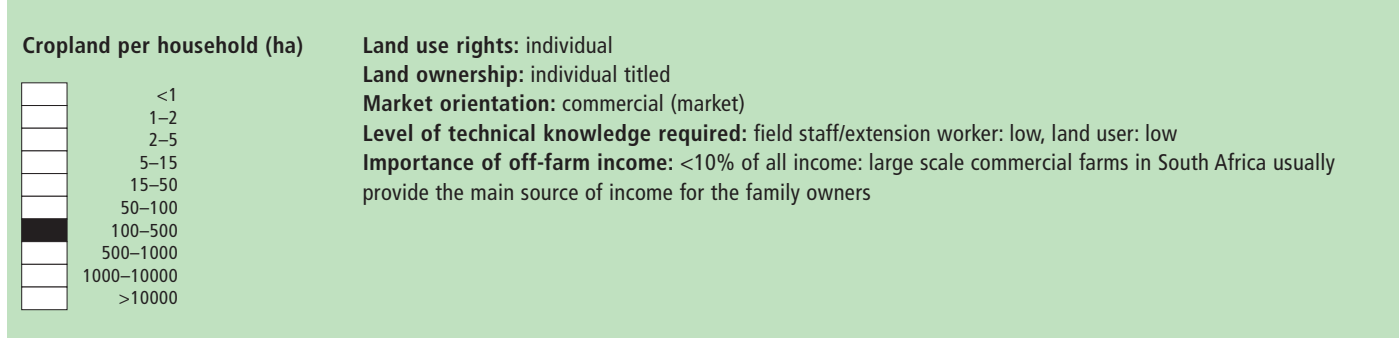 Cropland per household (ha)
<1
1–2
2–5
5–15
15–50
50–100
100–500
500–1000
1000–10000
>10000
Land use rights: individual
Land ownership: individual titled
Market orientation: commercial (market)
Level of technical knowledge required: field staff/extension worker: low, land user: low
Importance of off-farm income: <10% of all income: large scale commercial farms in South Africa usually
provide the main source of income for the family owners